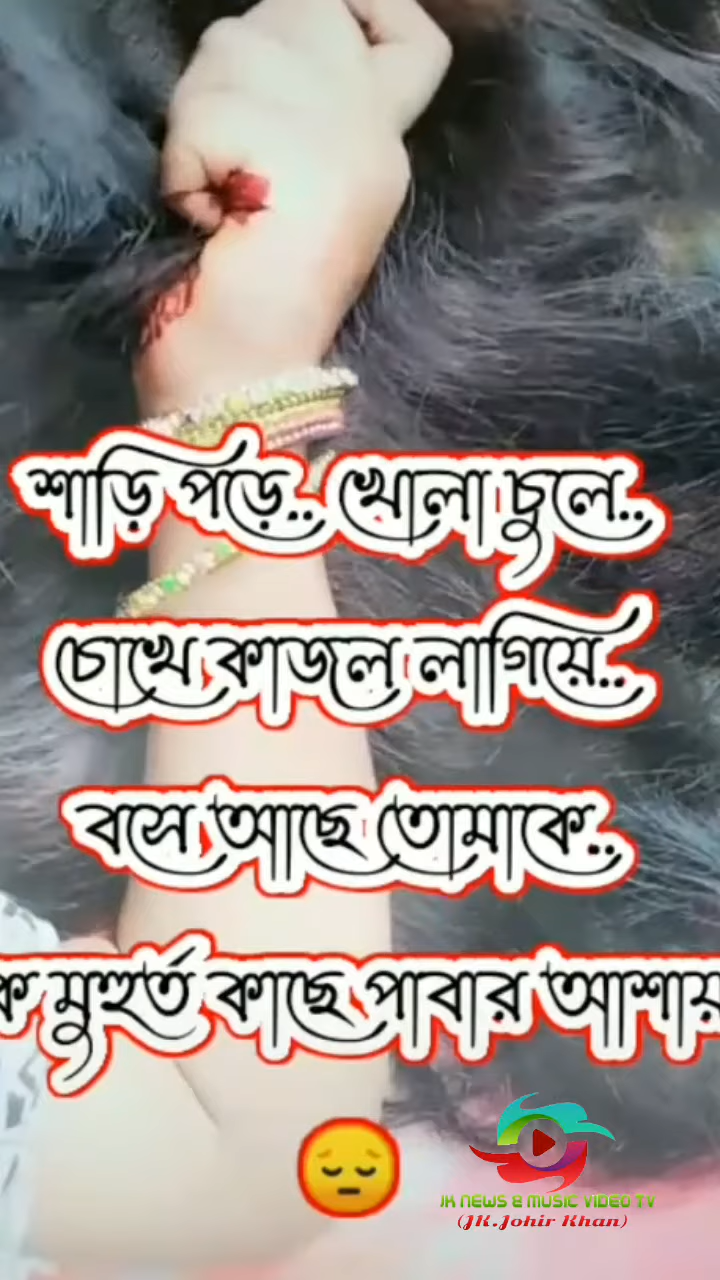 শাড়ি পড়ে.. খোলা চুলে..
চোখে কাজল লাগিয়ে..
বসে আছে তোমাকে..
মুহুর্ত কাছে পাবার আশায়
JK NEWS & MUSIC VIDEO TV
(JK.Johir Khan)